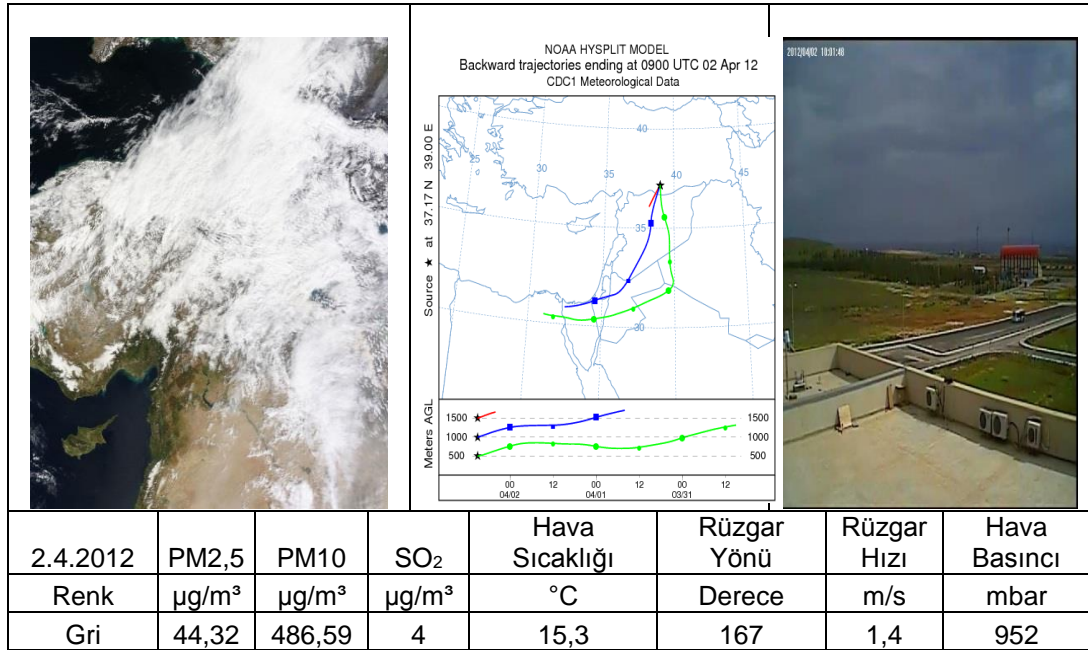 NOAA HYSPLIT MODEL
Backward trajectories ending at 0900 UTC 02 Apr 12
CDC1 Meteorological Data
Source ★ at 37.17 N 39.00 E
40
25
30
35
40
45
35
30
Meters AGL
1500
1000
500
1500
1000
500
00 12 00 12 00 12
04/02 04/01 03/31
2012/04/02 10:01:48
2.4.2012 PM2,5 PM10 SO₂ Hava Sıcaklığı Rüzgar Yönü Rüzgar Hızı Hava Basıncı
Renk µg/m³ µg/m³ µg/m³ °C Derece m/s mbar
Gri 44,32 486,59 4 15,3 167 1,4 952